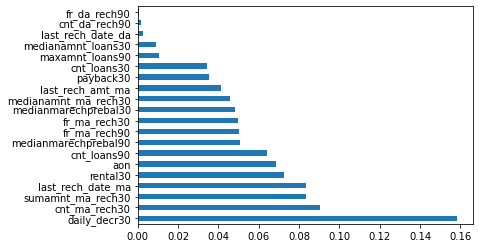 fr_da_rech90
cnt_da_rech90
last_rech_date_da
medianamnt_loans30
maxamnt_loans90
cnt_loans30
payback30
last_rech_amt_ma
medianamnt_ma_rech30
medianmarechprebal30
fr_ma_rech30
fr_ma_rech90
medianmarechprebal90
cnt_loans90
aon
rental30
last_rech_date_ma
sumamnt_ma_rech30
cnt_ma_rech30
daily_decr30
0.00 0.02 0.04 0.06 0.08 0.10 0.12 0.14 0.16